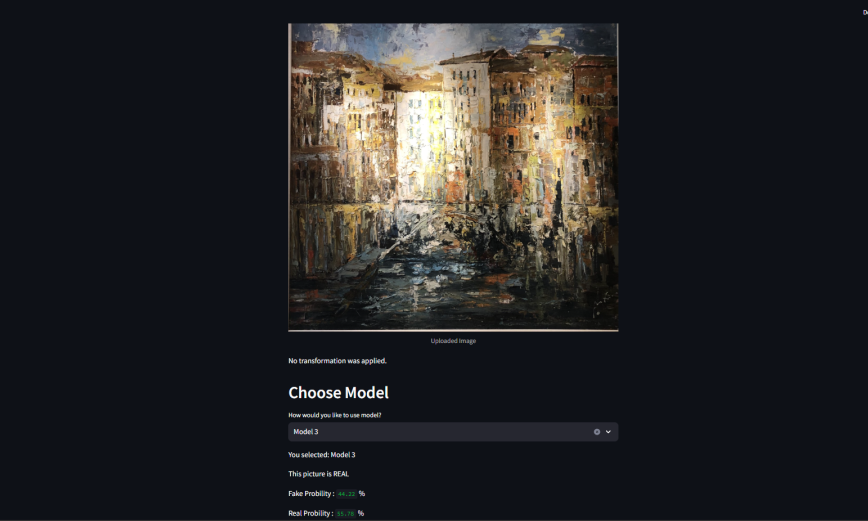 Uploaded Image
No transformation was applied.
Choose Model
How would you like to use model?
Model 3
You selected: Model 3
This picture is REAL
Fake Probility : 44.22 %
Real Probility : 55.78 %